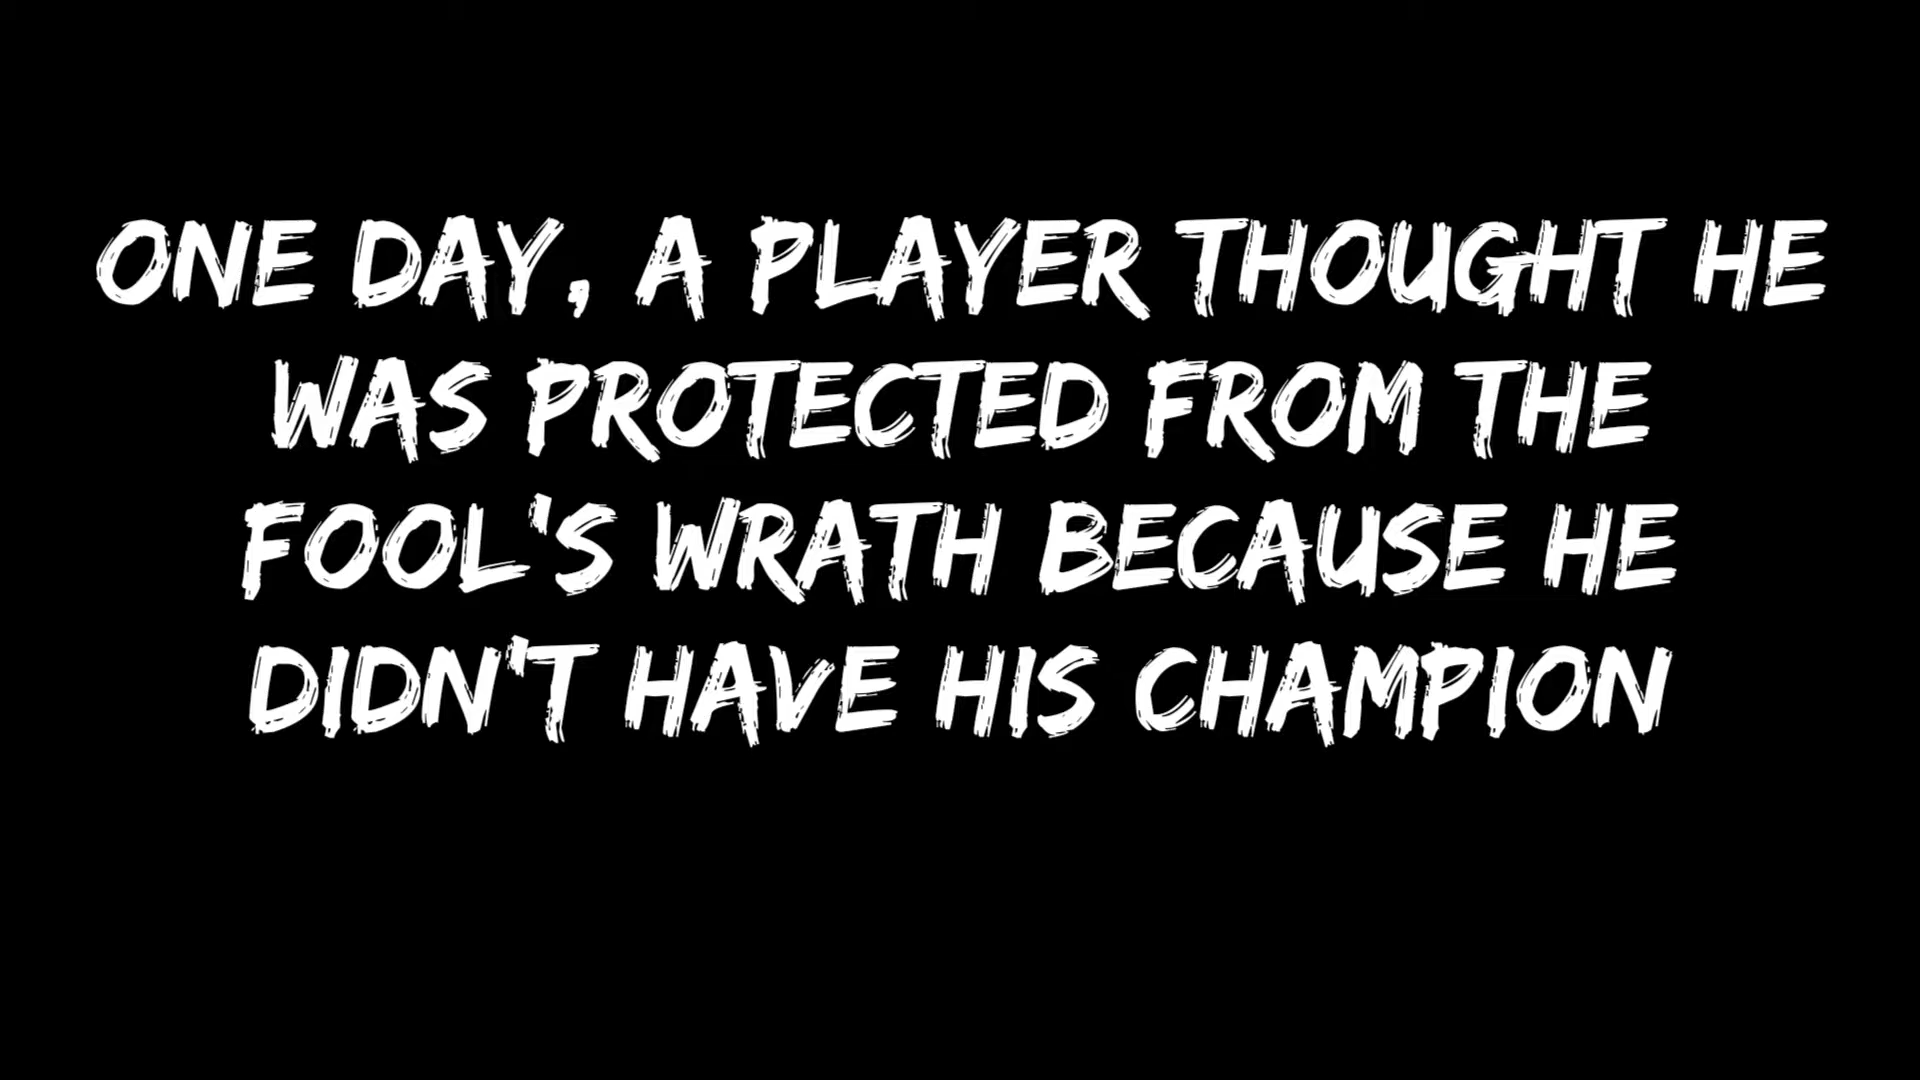 ONE DAY, A PLAYER THOUGHT HE
WAS PROTECTED FROM THE
FOOL'S WRATH BECAUSE HE
DIDN'T HAVE HIS CHAMPION